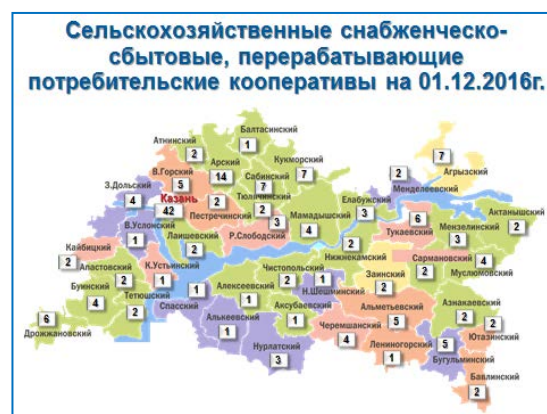 Сельскохозяйственные снабженческо-
сбытовые, перерабатывающие
потребительские кооперативы на 01.12.2016г.
Балтасинский
1
Атнинский
2
Арский
14
Кукморский
7
В.Горский
5
Сабинский
7
Агрызский
7
З.Дольский
4
Казань
42
Тюлячинский
2
Менделеевский
2
Пестречинский
2
Елабужский
3
Актанышский
2
В.Услонский
1
Р.Слободский
3
Мамадышский
4
Тукаевский
6
Мензелинский
3
Лаишевский
2
Нижнекамский
2
Кайбицкий
2
К.Устьинский
1
Чистопольский
2
Заинский
2
Сармановский
2
Муслюмовский
4
Апастовский
2
Н.Шешминский
1
Буинский
4
Тетюшский
2
Спасский
1
Алексеевский
1
Аксубаевский
1
Альметьевский
5
Азнакаевский
2
Дрожжановский
6
Алькеевский
1
Черемшанский
4
Ютазинский
2
Нурлатский
3
Лениногорский
1
Бугульминский
5
Бавлинский
2